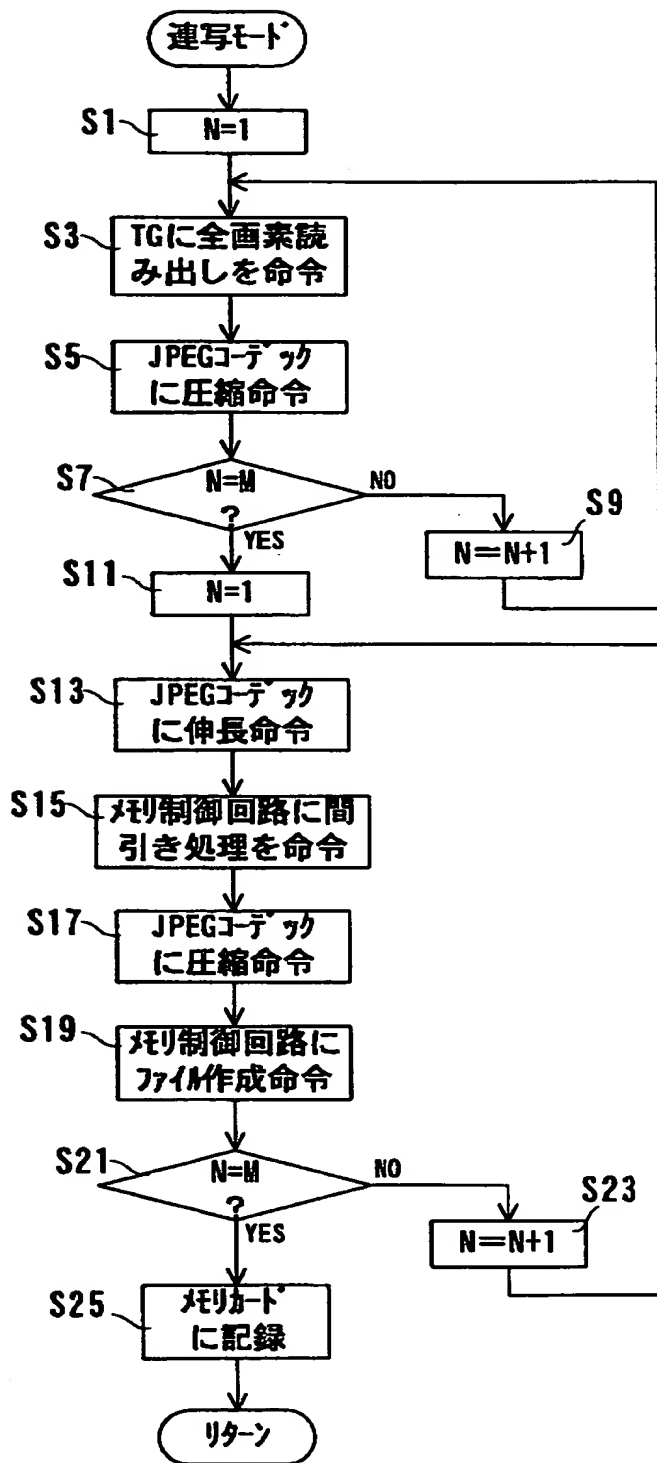 連写ﾓｰﾄﾞ
S1
N=1
S3
TGに全画素読
み出しを命令
S5
JPEGｺｰﾃﾞｯｸ
に圧縮命令
S7
N=M
?
NO
YES
S9
N=N+1
S11
N=1
S13
JPEGｺｰﾃﾞｯｸ
に伸長命令
S15
ﾒﾓﾘ制御回路に間
引き処理を命令
S17
JPEGｺｰﾃﾞｯｸ
に圧縮命令
S19
ﾒﾓﾘ制御回路に
ﾌｧｲﾙ作成命令
S21
N=M
?
NO
YES
S23
N=N+1
S25
ﾒﾓﾘｶｰﾄﾞ
に記録
ﾘﾀｰﾝ